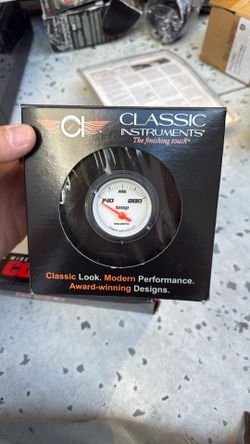 CI
CLASSIC
INSTRUMENTS®
The finishing touch®
140 280
temp
Classic Look. Modern Performance.
Award-winning Designs.